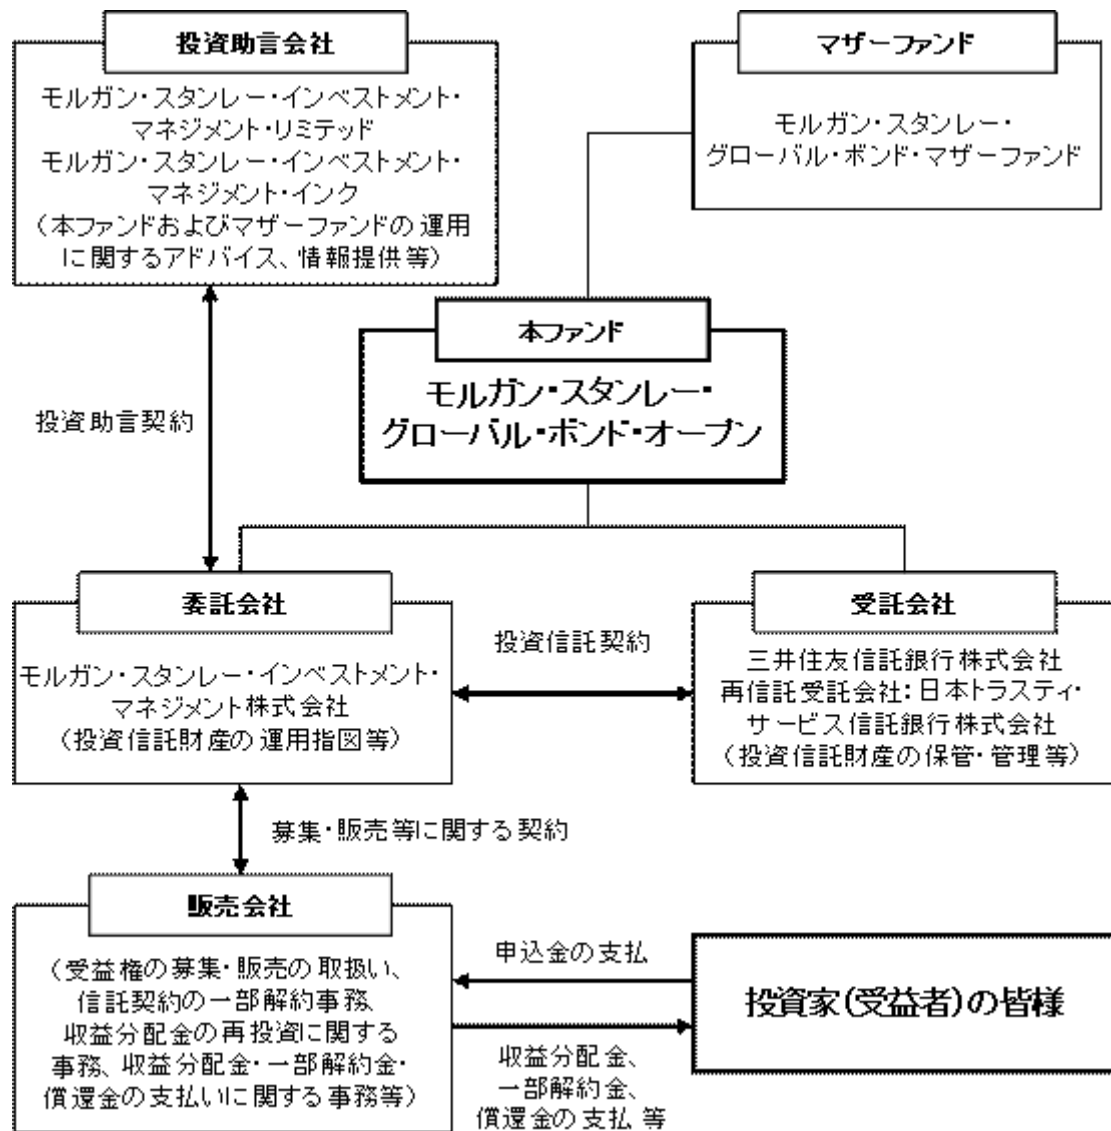 投資助言会社
モルガン・スタンレー・インベストメント・
マネジメント・リミテッド
モルガン・スタンレー・インベストメント・
マネジメント・インク
（本ファンドおよびマザーファンドの運用
に関するアドバイス、情報提供等）
マザーファンド
モルガン・スタンレー・
グローバル・ボンド・マザーファンド
本ファンド
モルガン・スタンレー・
グローバル・ボンド・オープン
投資助言契約
委託会社
モルガン・スタンレー・インベストメント・
マネジメント株式会社
（投資信託財産の運用指図等）
投資信託契約
受託会社
三井住友信託銀行株式会社
再信託受託会社：日本トラスティ・
サービス信託銀行株式会社
（投資信託財産の保管・管理等）
募集・販売等に関する契約
販売会社
（受益権の募集・販売の取扱い、
信託契約の一部解約事務、
収益分配金の再投資に関する
事務、収益分配金・一部解約金・
償還金の支払いに関する事務等）
申込金の支払
収益分配金、
一部解約金、
償還金の支払 等
投資家（受益者）の皆様